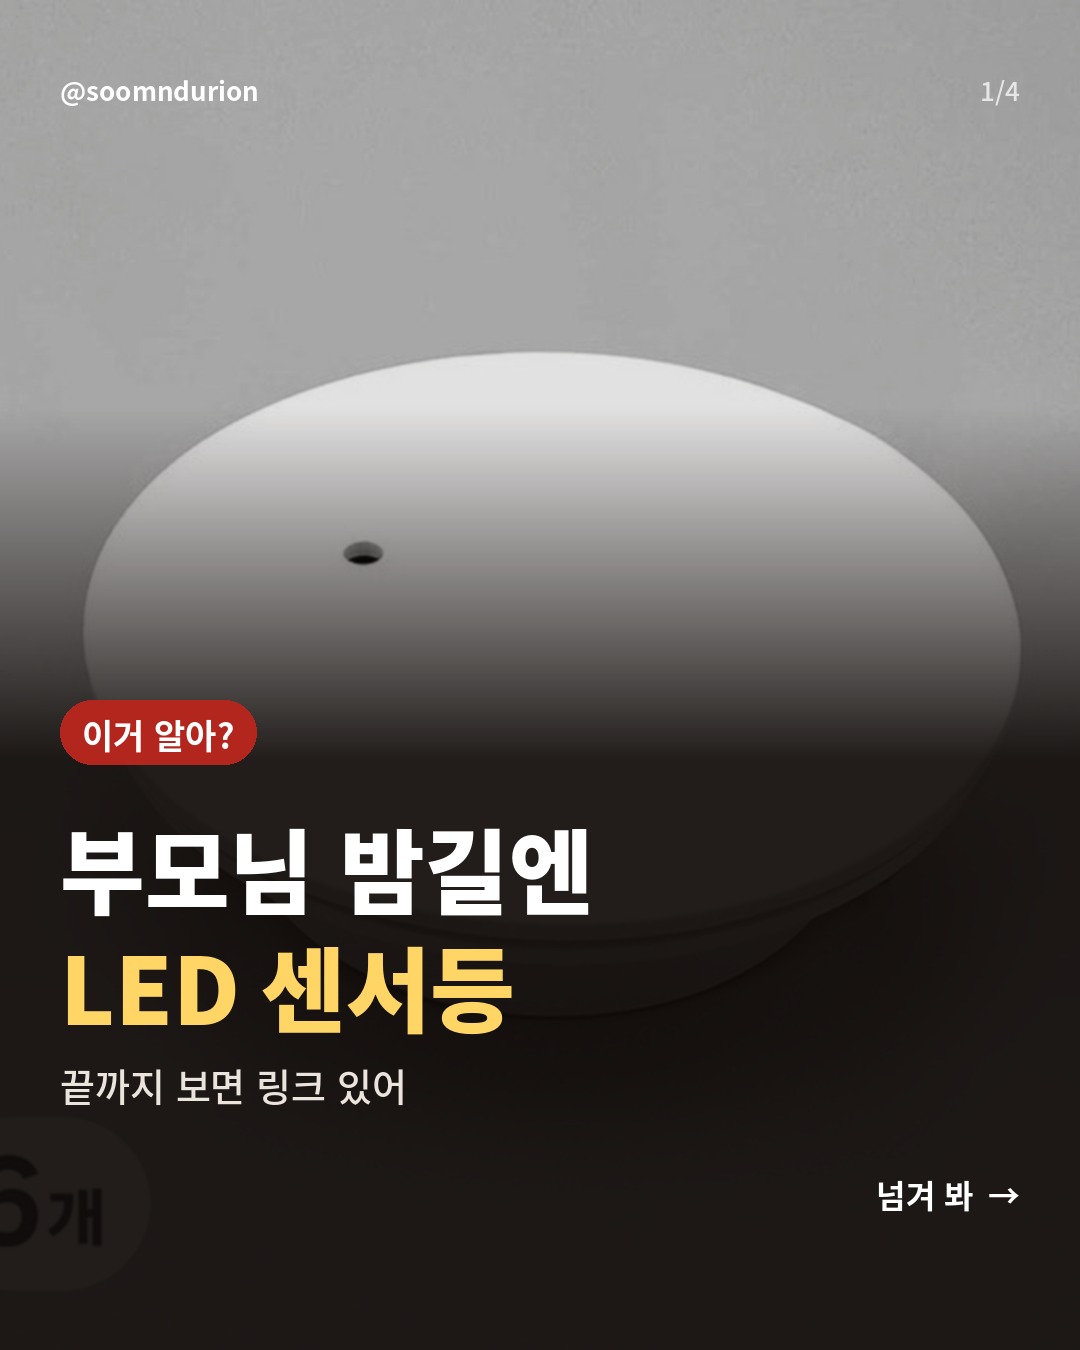 @soomndurion
1/4
이거 알아?
부모님 밤길엔
LED 센서등
끝까지 보면 링크 있어
6개
넘겨 봐 →